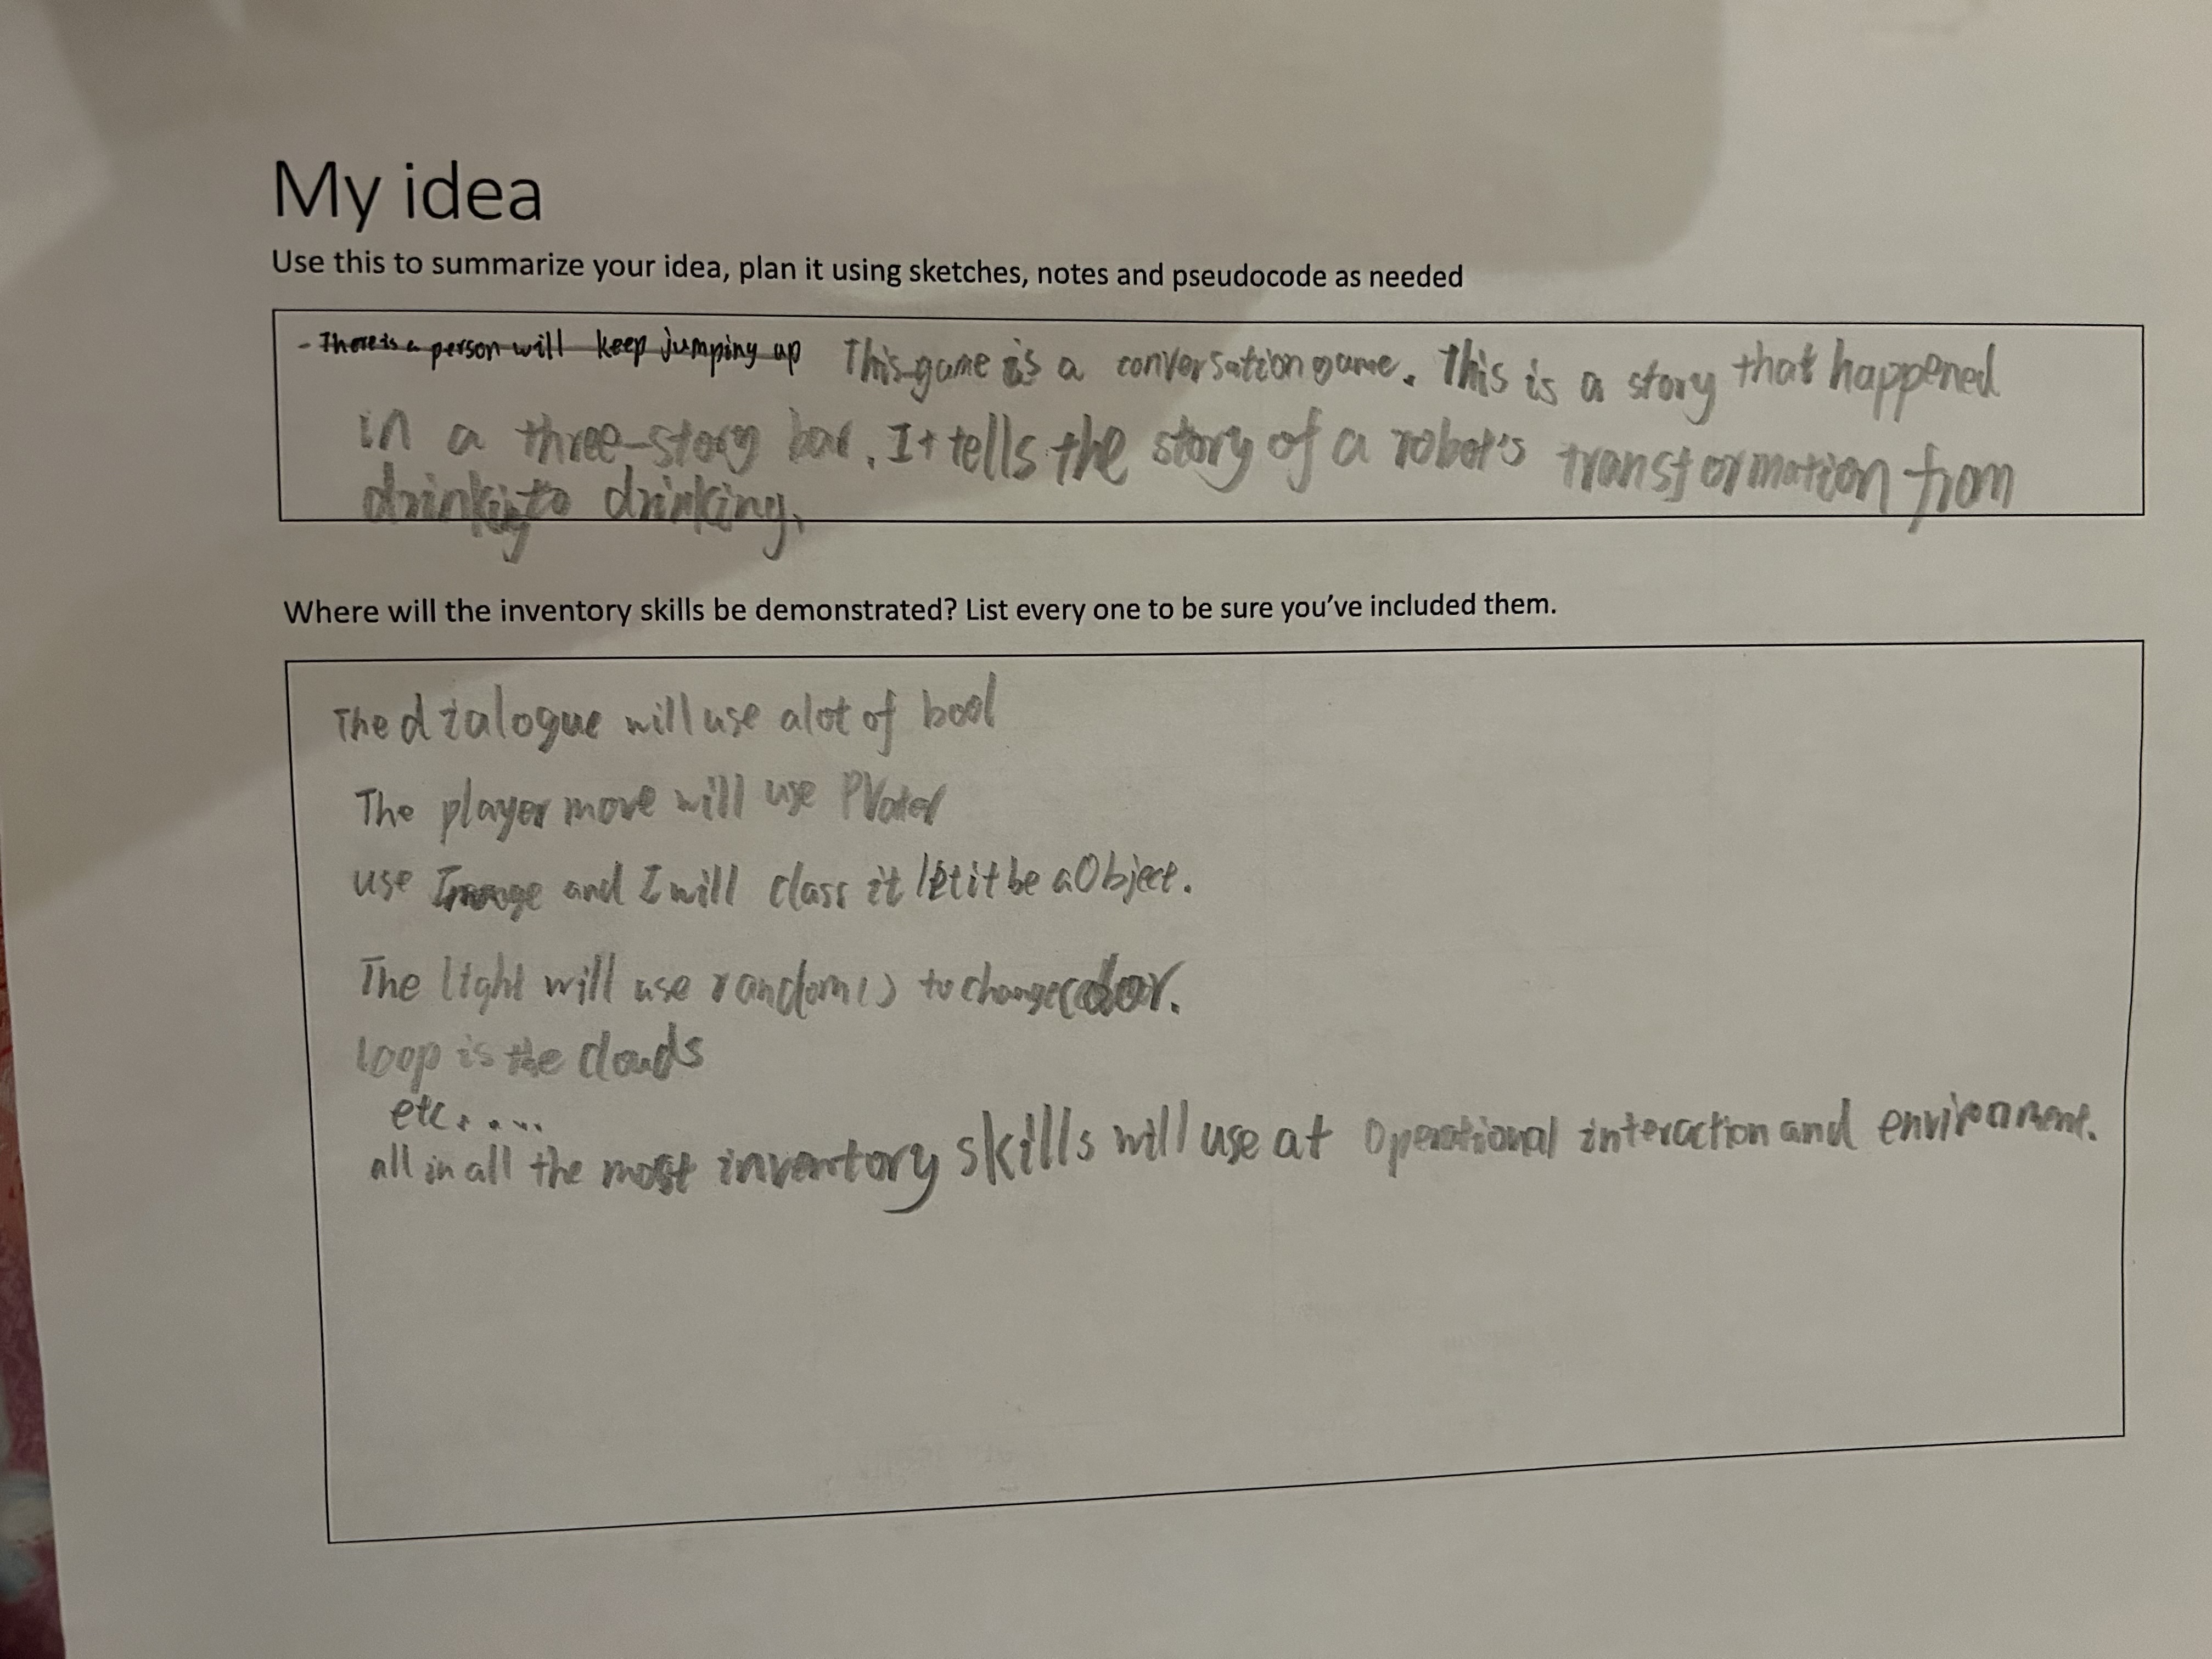 My idea
Use this to summarize your idea, plan it using sketches, notes and pseudocode as needed
- There is a person will keep jumping up This game is a conversation game. This is a story that happened
in a three-story bar. It tells the story of a robot's transformation from
drinking to drinking.
Where will the inventory skills be demonstrated? List every one to be sure you've included them.
The dialogue will use alot of bool
The player move will use
use Image and I will class it let it be a Object.
The light will use random() to change color.
Loop is the clouds
etc.....
all in all the most inventory skills will use at Operational interaction and enviroment.